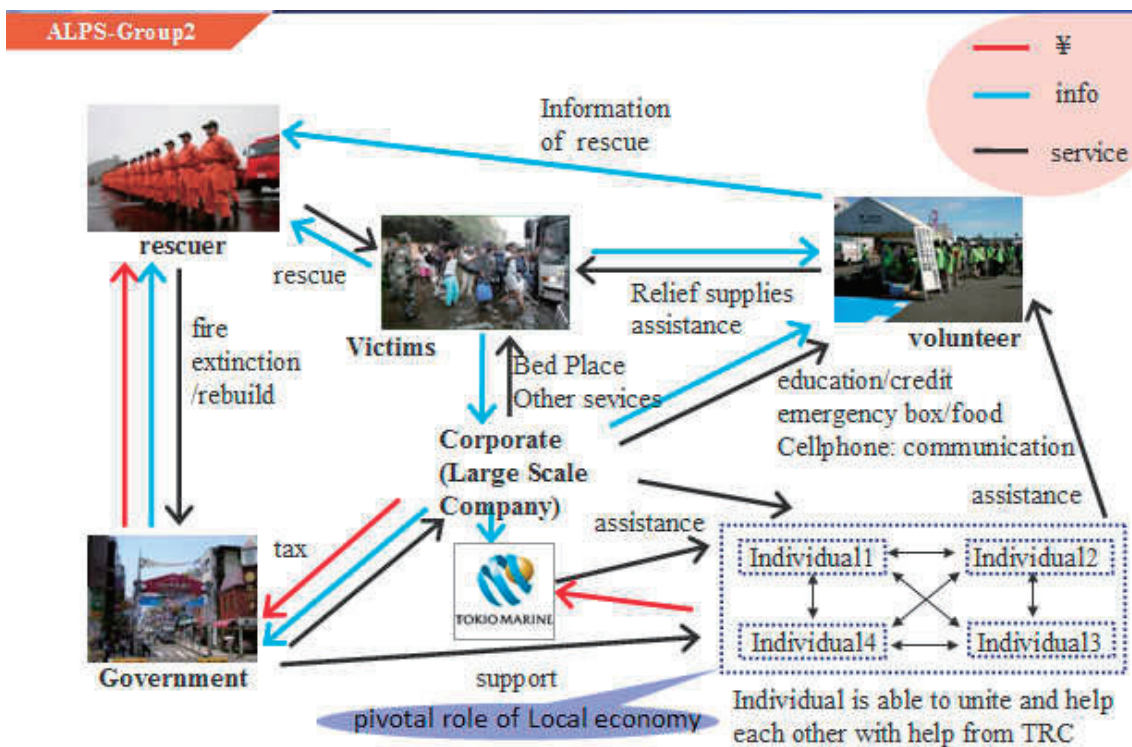 ALPS-Group2
¥
info
service
Information
of rescue
rescuer
rescue
Victims
Relief supplies
assistance
volunteer
fire
extinction
/rebuild
Bed Place
Other sevices
education/credit
emergency box/food
Cellphone: communication
Corporate
(Large Scale
Company)
assistance
assistance
tax
TOKIO MARINE
Individual1
Individual2
Individual4
Individual3
Government
support
pivotal role of Local economy
Individual is able to unite and help
each other with help from TRC